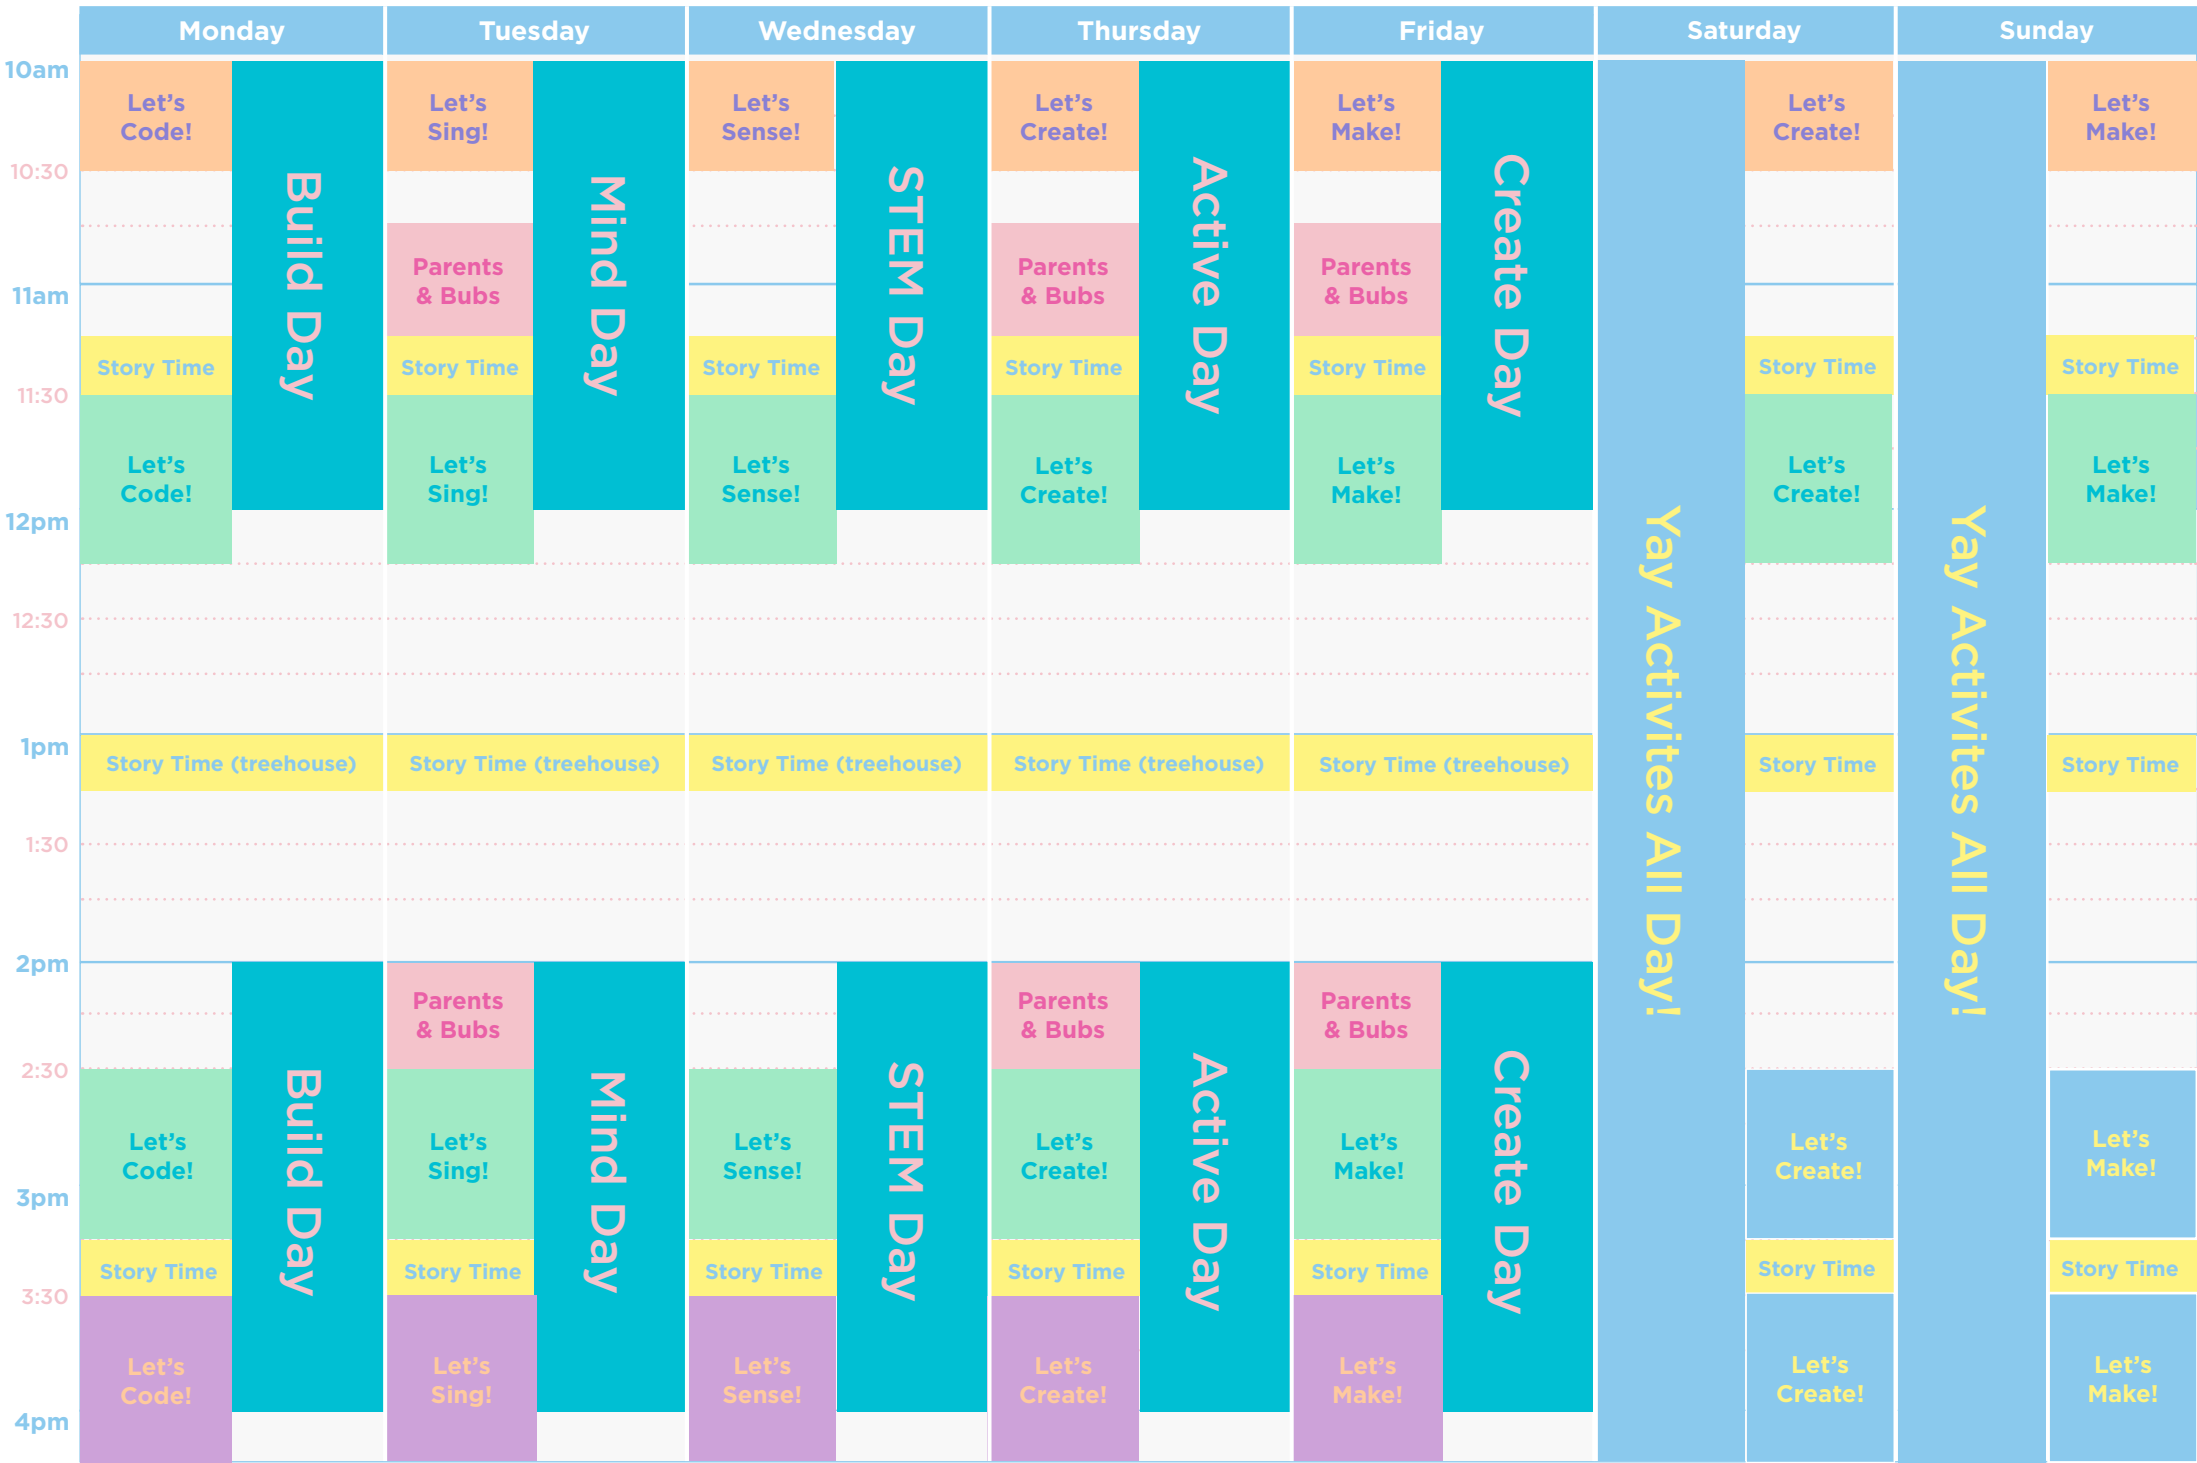 Monday
Tuesday
Wednesday
Thursday
Friday
Saturday
Sunday
10am
10:30
11am
11:30
12pm
12:30
1pm
1:30
2pm
2:30
3pm
3:30
4pm
Let's
Code!
Build Day
Story Time
Let's
Code!
Story Time (treehouse)
Let's
Code!
Build Day
Story Time
Let's
Code!
Let's
Sing!
Mind Day
Parents
& Bubs
Story Time
Let's
Sing!
Story Time (treehouse)
Parents
& Bubs
Mind Day
Let's
Sing!
Story Time
Let's
Sing!
Let's
Sense!
STEM Day
Story Time
Let's
Sense!
Story Time (treehouse)
Let's
Sense!
STEM Day
Story Time
Let's
Sense!
Let's
Create!
Active Day
Parents
& Bubs
Story Time
Let's
Create!
Story Time (treehouse)
Parents
& Bubs
Active Day
Let's
Create!
Story Time
Let's
Create!
Let's
Make!
Create Day
Parents
& Bubs
Story Time
Let's
Make!
Story Time (treehouse)
Parents
& Bubs
Create Day
Let's
Make!
Story Time
Let's
Make!
Yay Activites All Day!
Let's
Create!
Story Time
Let's
Create!
Story Time
Let's
Create!
Story Time
Let's
Create!
Yay Activites All Day!
Let's
Make!
Story Time
Let's
Make!
Story Time
Let's
Make!
Story Time
Let's
Make!